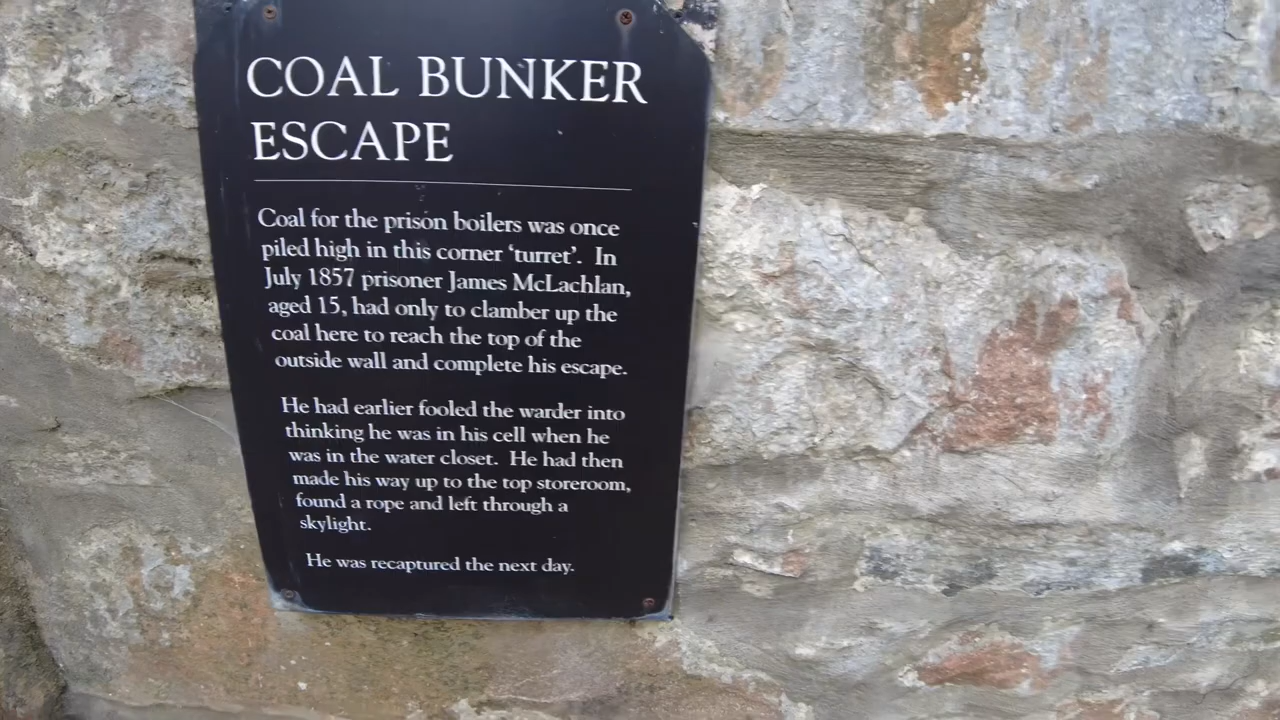 COAL BUNKER
ESCAPE
Coal for the prison boilers was once
piled high in this corner ‘turret’. In
July 1857 prisoner James McLachlan,
aged 15, had only to clamber up the
coal here to reach the top of the
outside wall and complete his escape.
He had earlier fooled the warder into
thinking he was in his cell when he
was in the water closet. He had then
made his way up to the top storeroom,
found a rope and left through a
skylight.
He was recaptured the next day.